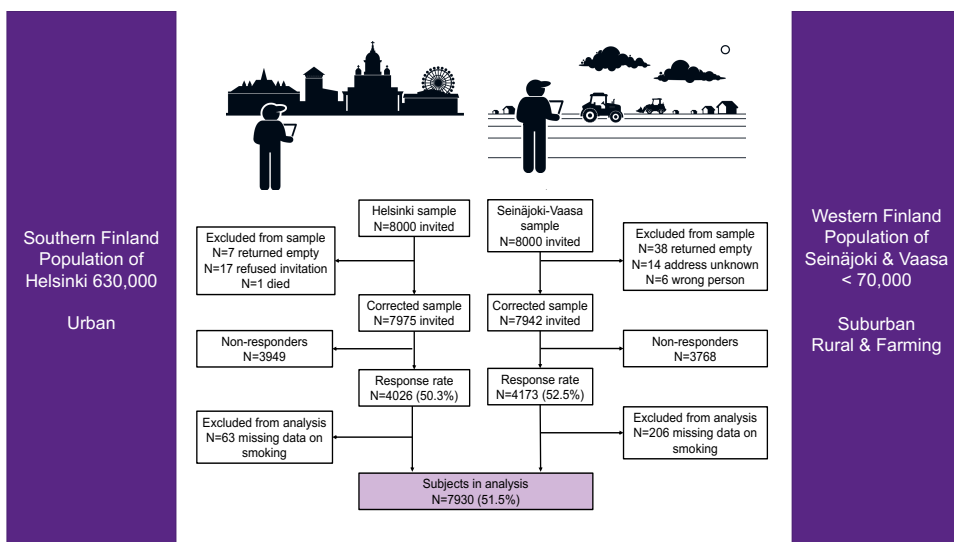 Southern Finland
Population of
Helsinki 630,000
Urban
Helsinki sample
N=8000 invited
Excluded from sample
N=7 returned empty
N=17 refused invitation
N=1 died
Corrected sample
N=7975 invited
Non-responders
N=3949
Response rate
N=4026 (50.3%)
Excluded from analysis
N=63 missing data on
smoking
Seinäjoki-Vaasa
sample
N=8000 invited
Excluded from sample
N=38 returned empty
N=14 address unknown
N=6 wrong person
Corrected sample
N=7942 invited
Non-responders
N=3768
Response rate
N=4173 (52.5%)
Excluded from analysis
N=206 missing data on
smoking
Subjects in analysis
N=7930 (51.5%)
Western Finland
Population of
Seinäjoki & Vaasa
< 70,000
Suburban
Rural & Farming